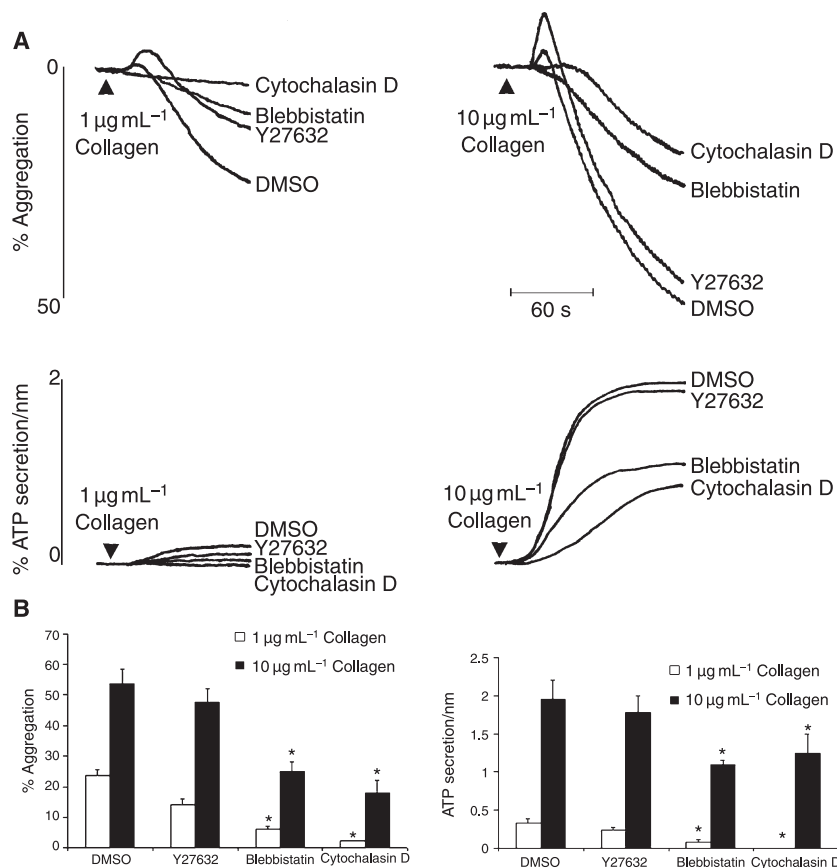 A
0
50
% Aggregation
1 µg mL⁻¹
Collagen
Cytochalasin D
Blebbistatin
Y27632
DMSO
10 µg mL⁻¹
Collagen
Cytochalasin D
Blebbistatin
Y27632
DMSO
60 s
2
0
% ATP secretion/nm
1 µg mL⁻¹
Collagen
DMSO
Y27632
Blebbistatin
Cytochalasin D
10 µg mL⁻¹
Collagen
DMSO
Y27632
Blebbistatin
Cytochalasin D
B
% Aggregation
70
60
50
40
30
20
10
0
1 µg mL⁻¹ Collagen
10 µg mL⁻¹ Collagen
*
*
*
*
DMSO
Y27632
Blebbistatin
Cytochalasin D
ATP secretion/nm
2.5
2
1.5
1
0.5
0
1 µg mL⁻¹ Collagen
10 µg mL⁻¹ Collagen
*
*
*
*
DMSO
Y27632
Blebbistatin
Cytochalasin D